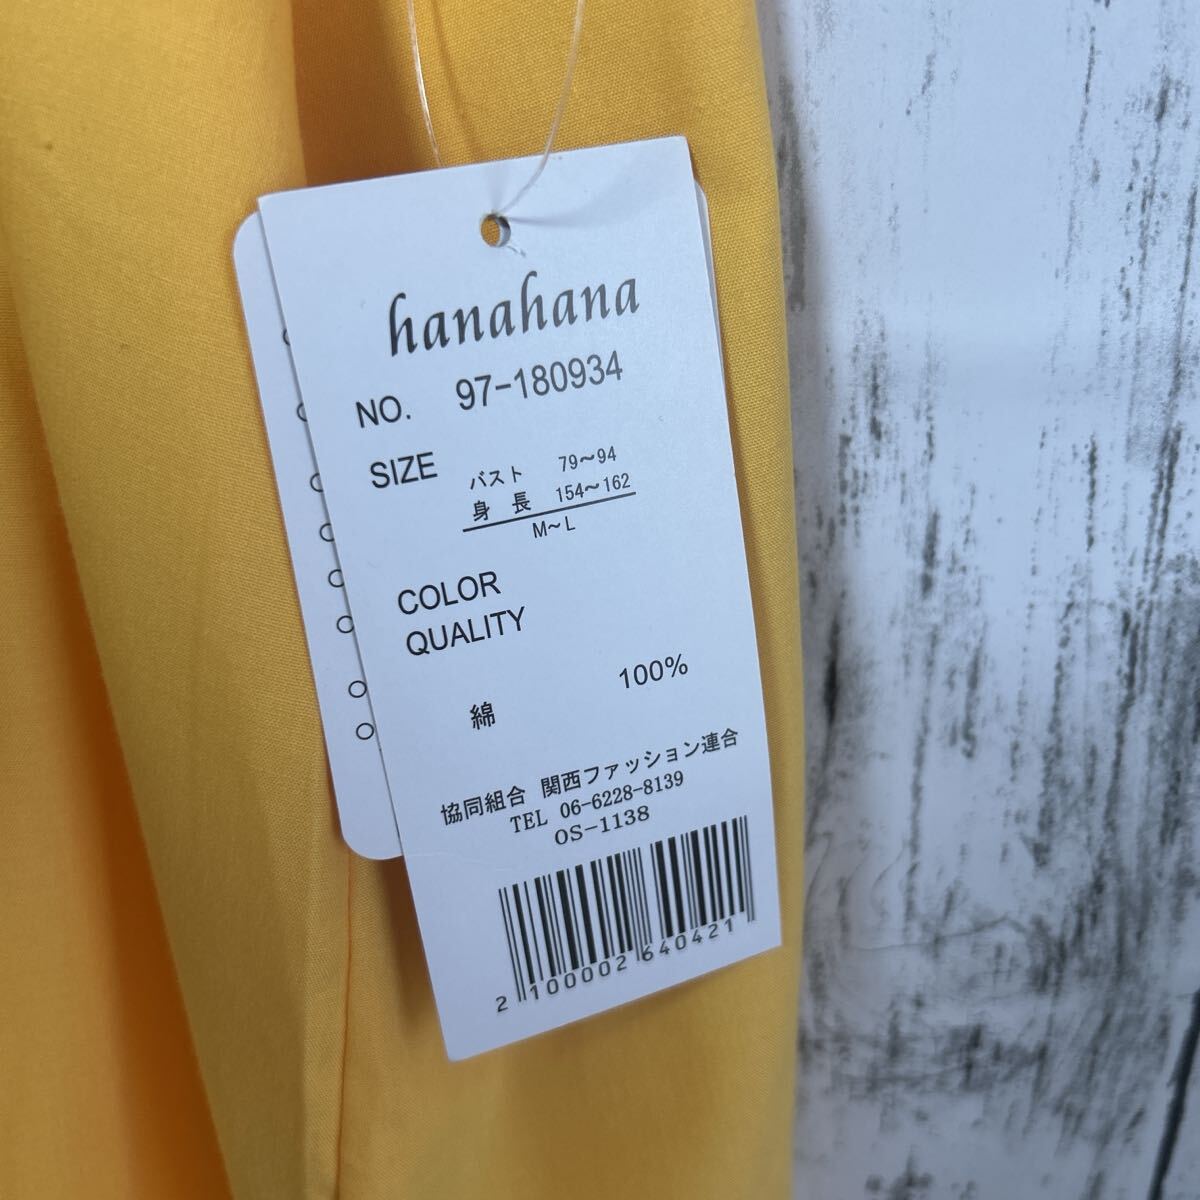 hanahana
NO. 97-180934
SIZE バスト 79～94
身 長 154～162
M～L
COLOR
QUALITY
綿 100%
協同組合 関西ファッション連合
TEL 06-6228-8139
OS-1138
2 100002 640421